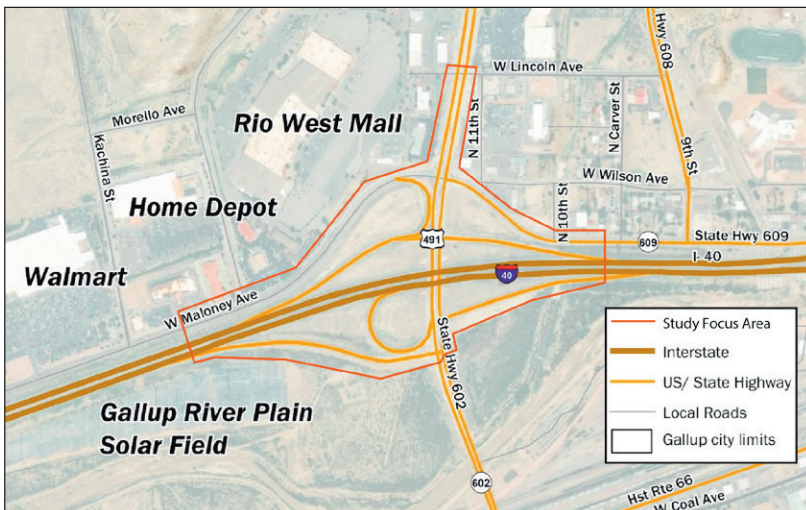 Hwy 608
W Lincoln Ave
Morello Ave
Rio West Mall
N 11th St
N Carver St
Kachina St
9th St
W Wilson Ave
Home Depot
N 10th St
491
609
State Hwy 609
I- 40
Walmart
40
W Maloney Ave
State Hwy 602
Study Focus Area
Interstate
US/ State Highway
Local Roads
Gallup city limits
Gallup River Plain
Solar Field
602
Hst Rte 66
W Coal Ave